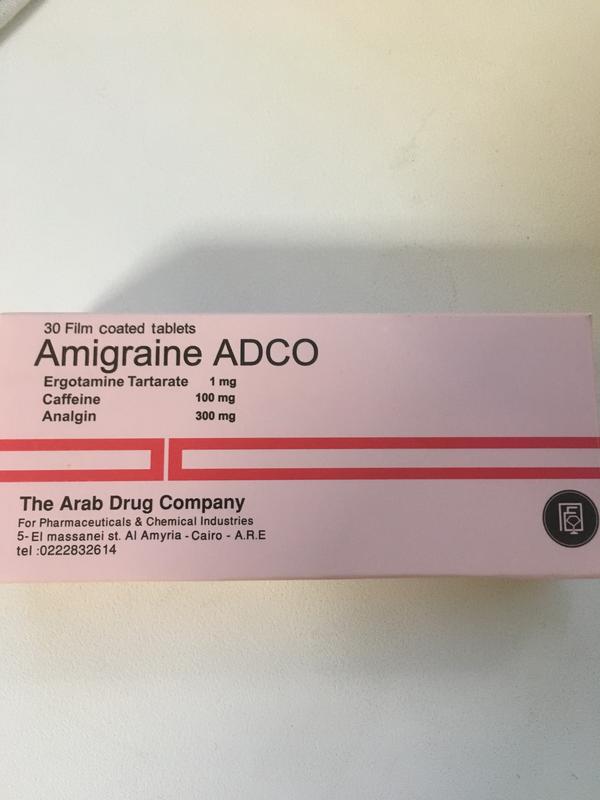 30 Film coated tablets
Amigraine ADCO
Ergotamine Tartarate 1 mg
Caffeine 100 mg
Analgin 300 mg
The Arab Drug Company
For Pharmaceuticals & Chemical Industries
5- El massanei st. Al Amyria - Cairo - A.R.E
tel :0222832614